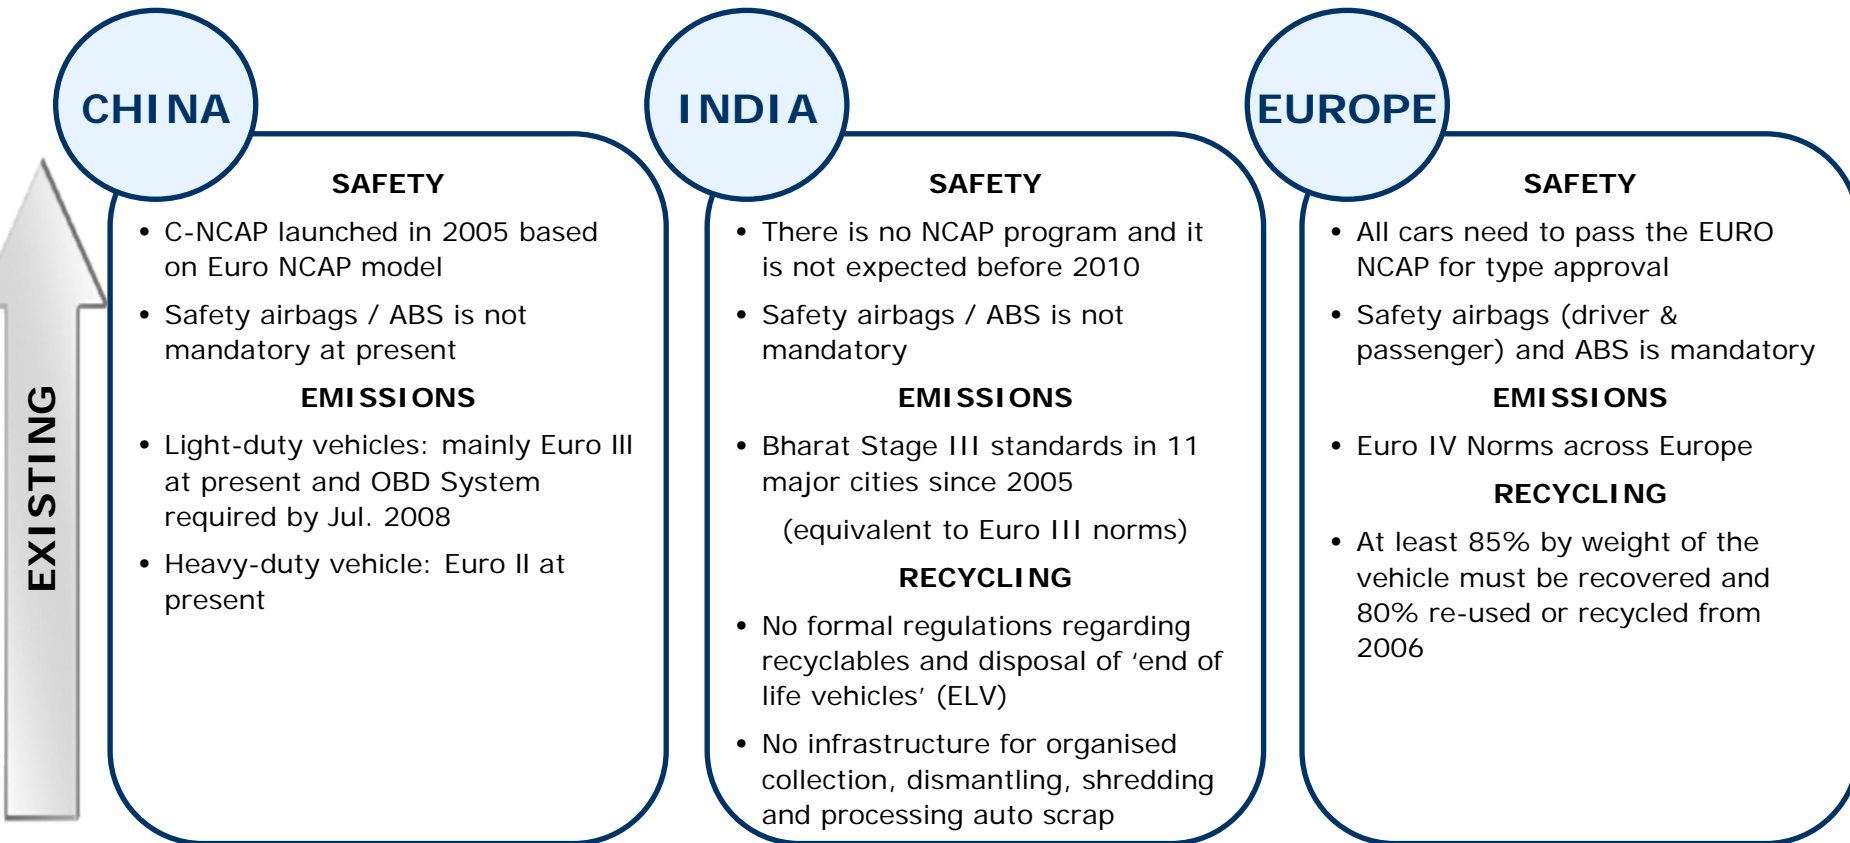 CHINA
SAFETY
• C-NCAP launched in 2005 based
on Euro NCAP model
• Safety airbags / ABS is not
mandatory at present
EMISSIONS
• Light-duty vehicles: mainly Euro III
at present and OBD System
required by Jul. 2008
• Heavy-duty vehicle: Euro II at
present
INDIA
SAFETY
• There is no NCAP program and it
is not expected before 2010
• Safety airbags / ABS is not
mandatory
EMISSIONS
• Bharat Stage III standards in 11
major cities since 2005
(equivalent to Euro III norms)
RECYCLING
• No formal regulations regarding
recyclables and disposal of ‘end of
life vehicles’ (ELV)
• No infrastructure for organised
collection, dismantling, shredding
and processing auto scrap
EUROPE
SAFETY
• All cars need to pass the EURO
NCAP for type approval
• Safety airbags (driver &
passenger) and ABS is mandatory
EMISSIONS
• Euro IV Norms across Europe
RECYCLING
• At least 85% by weight of the
vehicle must be recovered and
80% re-used or recycled from
2006
EXISTING